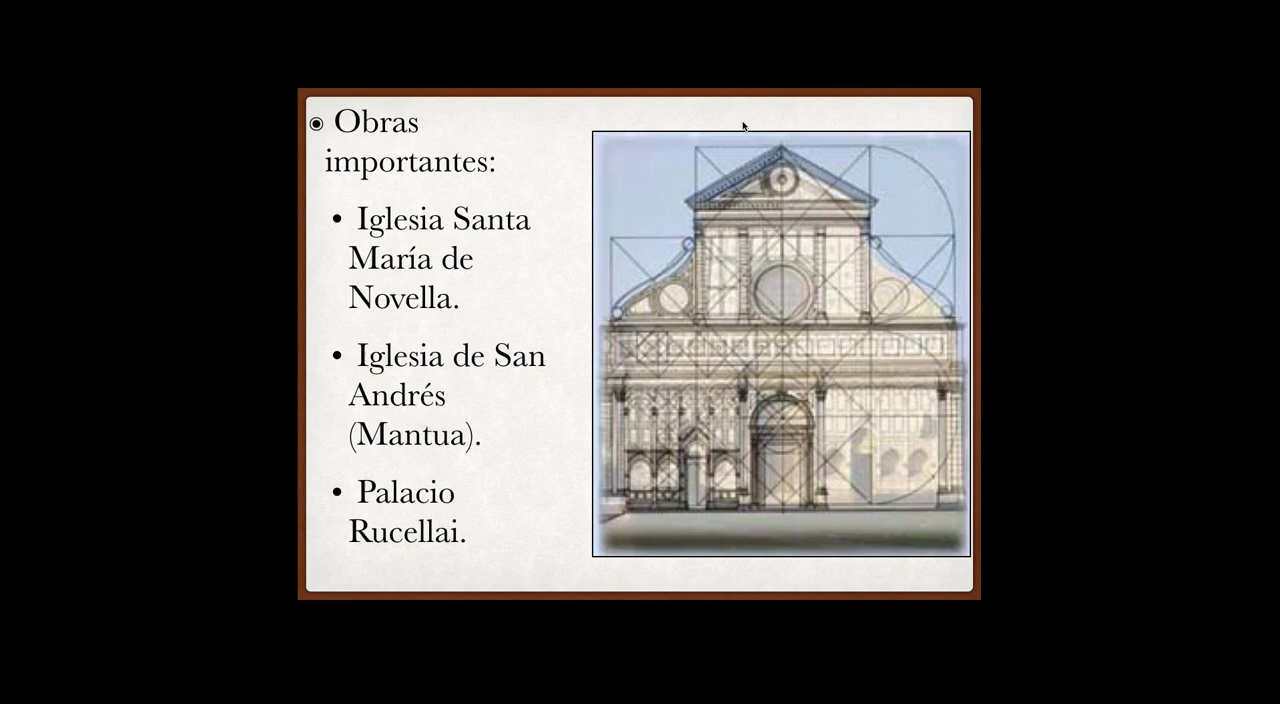 Obras
importantes:
• Iglesia Santa
María de
Novella.
• Iglesia de San
Andrés
(Mantua).
• Palacio
Rucellai.